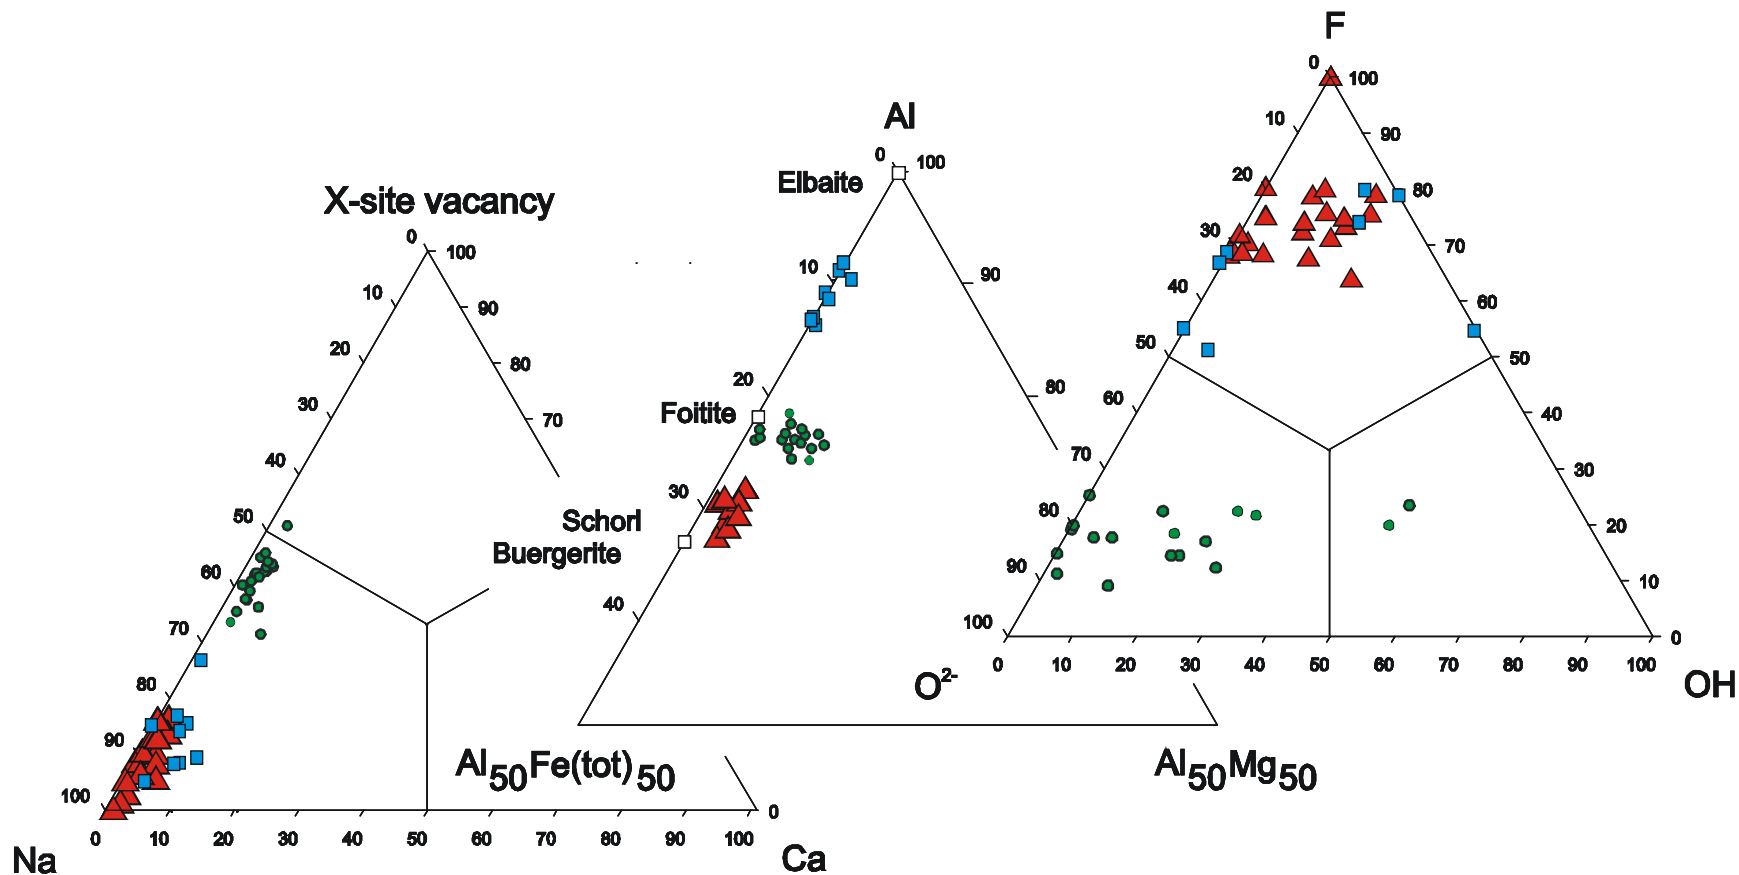 F
0 100
10 90
20 80
30 70
40 60
50 50
60 40
70 30
80 20
90 10
100 0
0 10 20 30 40 50 60 70 80 90 100
O2- OH
Al
0 100
Elbaite
10 90
20 80
Foitite
30
Schorl
Buergerite
40
Al50Fe(tot)50 Al50Mg50
X-site vacancy
0 100
10 90
20 80
30 70
40
50
60
70
80
90
100 0
0 10 20 30 40 50 60 70 80 90 100
Na Ca